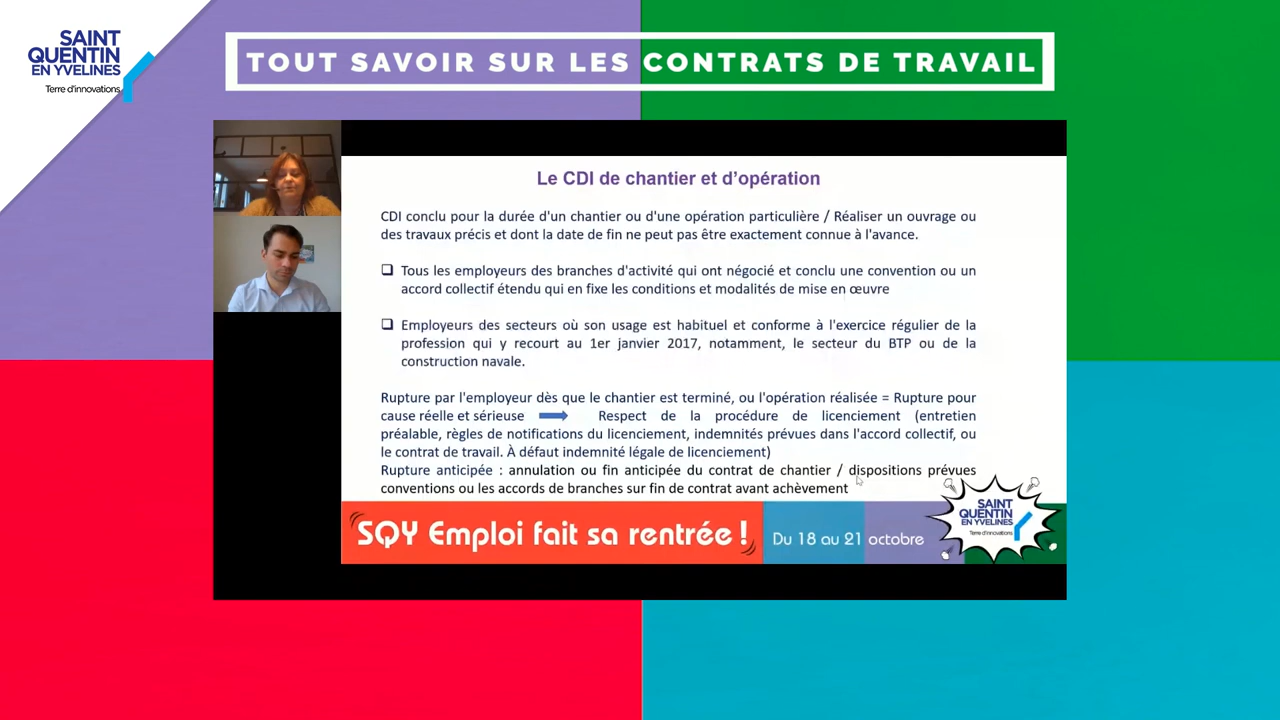 SAINT
QUENTIN
EN YVELINES
Terre d'innovations
TOUT SAVOIR SUR LES CONTRATS DE TRAVAIL
Le CDI de chantier et d'opération
CDI conclu pour la durée d'un chantier ou d'une opération particulière / Réaliser un ouvrage ou
des travaux précis et dont la date de fin ne peut pas être exactement connue à l'avance.
Tous les employeurs des branches d'activité qui ont négocié et conclu une convention ou un
accord collectif étendu qui en fixe les conditions et modalités de mise en œuvre
Employeurs des secteurs où son usage est habituel et conforme à l'exercice régulier de la
profession qui y recourt au 1er janvier 2017, notamment, le secteur du BTP ou de la
construction navale.
Rupture par l'employeur dès que le chantier est terminé, ou l'opération réalisée = Rupture pour
cause réelle et sérieuse Respect de la procédure de licenciement (entretien
préalable, règles de notifications du licenciement, indemnités prévues dans l'accord collectif, ou
le contrat de travail. À défaut indemnité légale de licenciement)
Rupture anticipée : annulation ou fin anticipée du contrat de chantier / dispositions prévues
conventions ou les accords de branches sur fin de contrat avant achèvement
SQY Emploi fait sa rentrée !
Du 18 au 21 octobre
SAINT
QUENTIN
EN YVELINES
Terre d'innovations